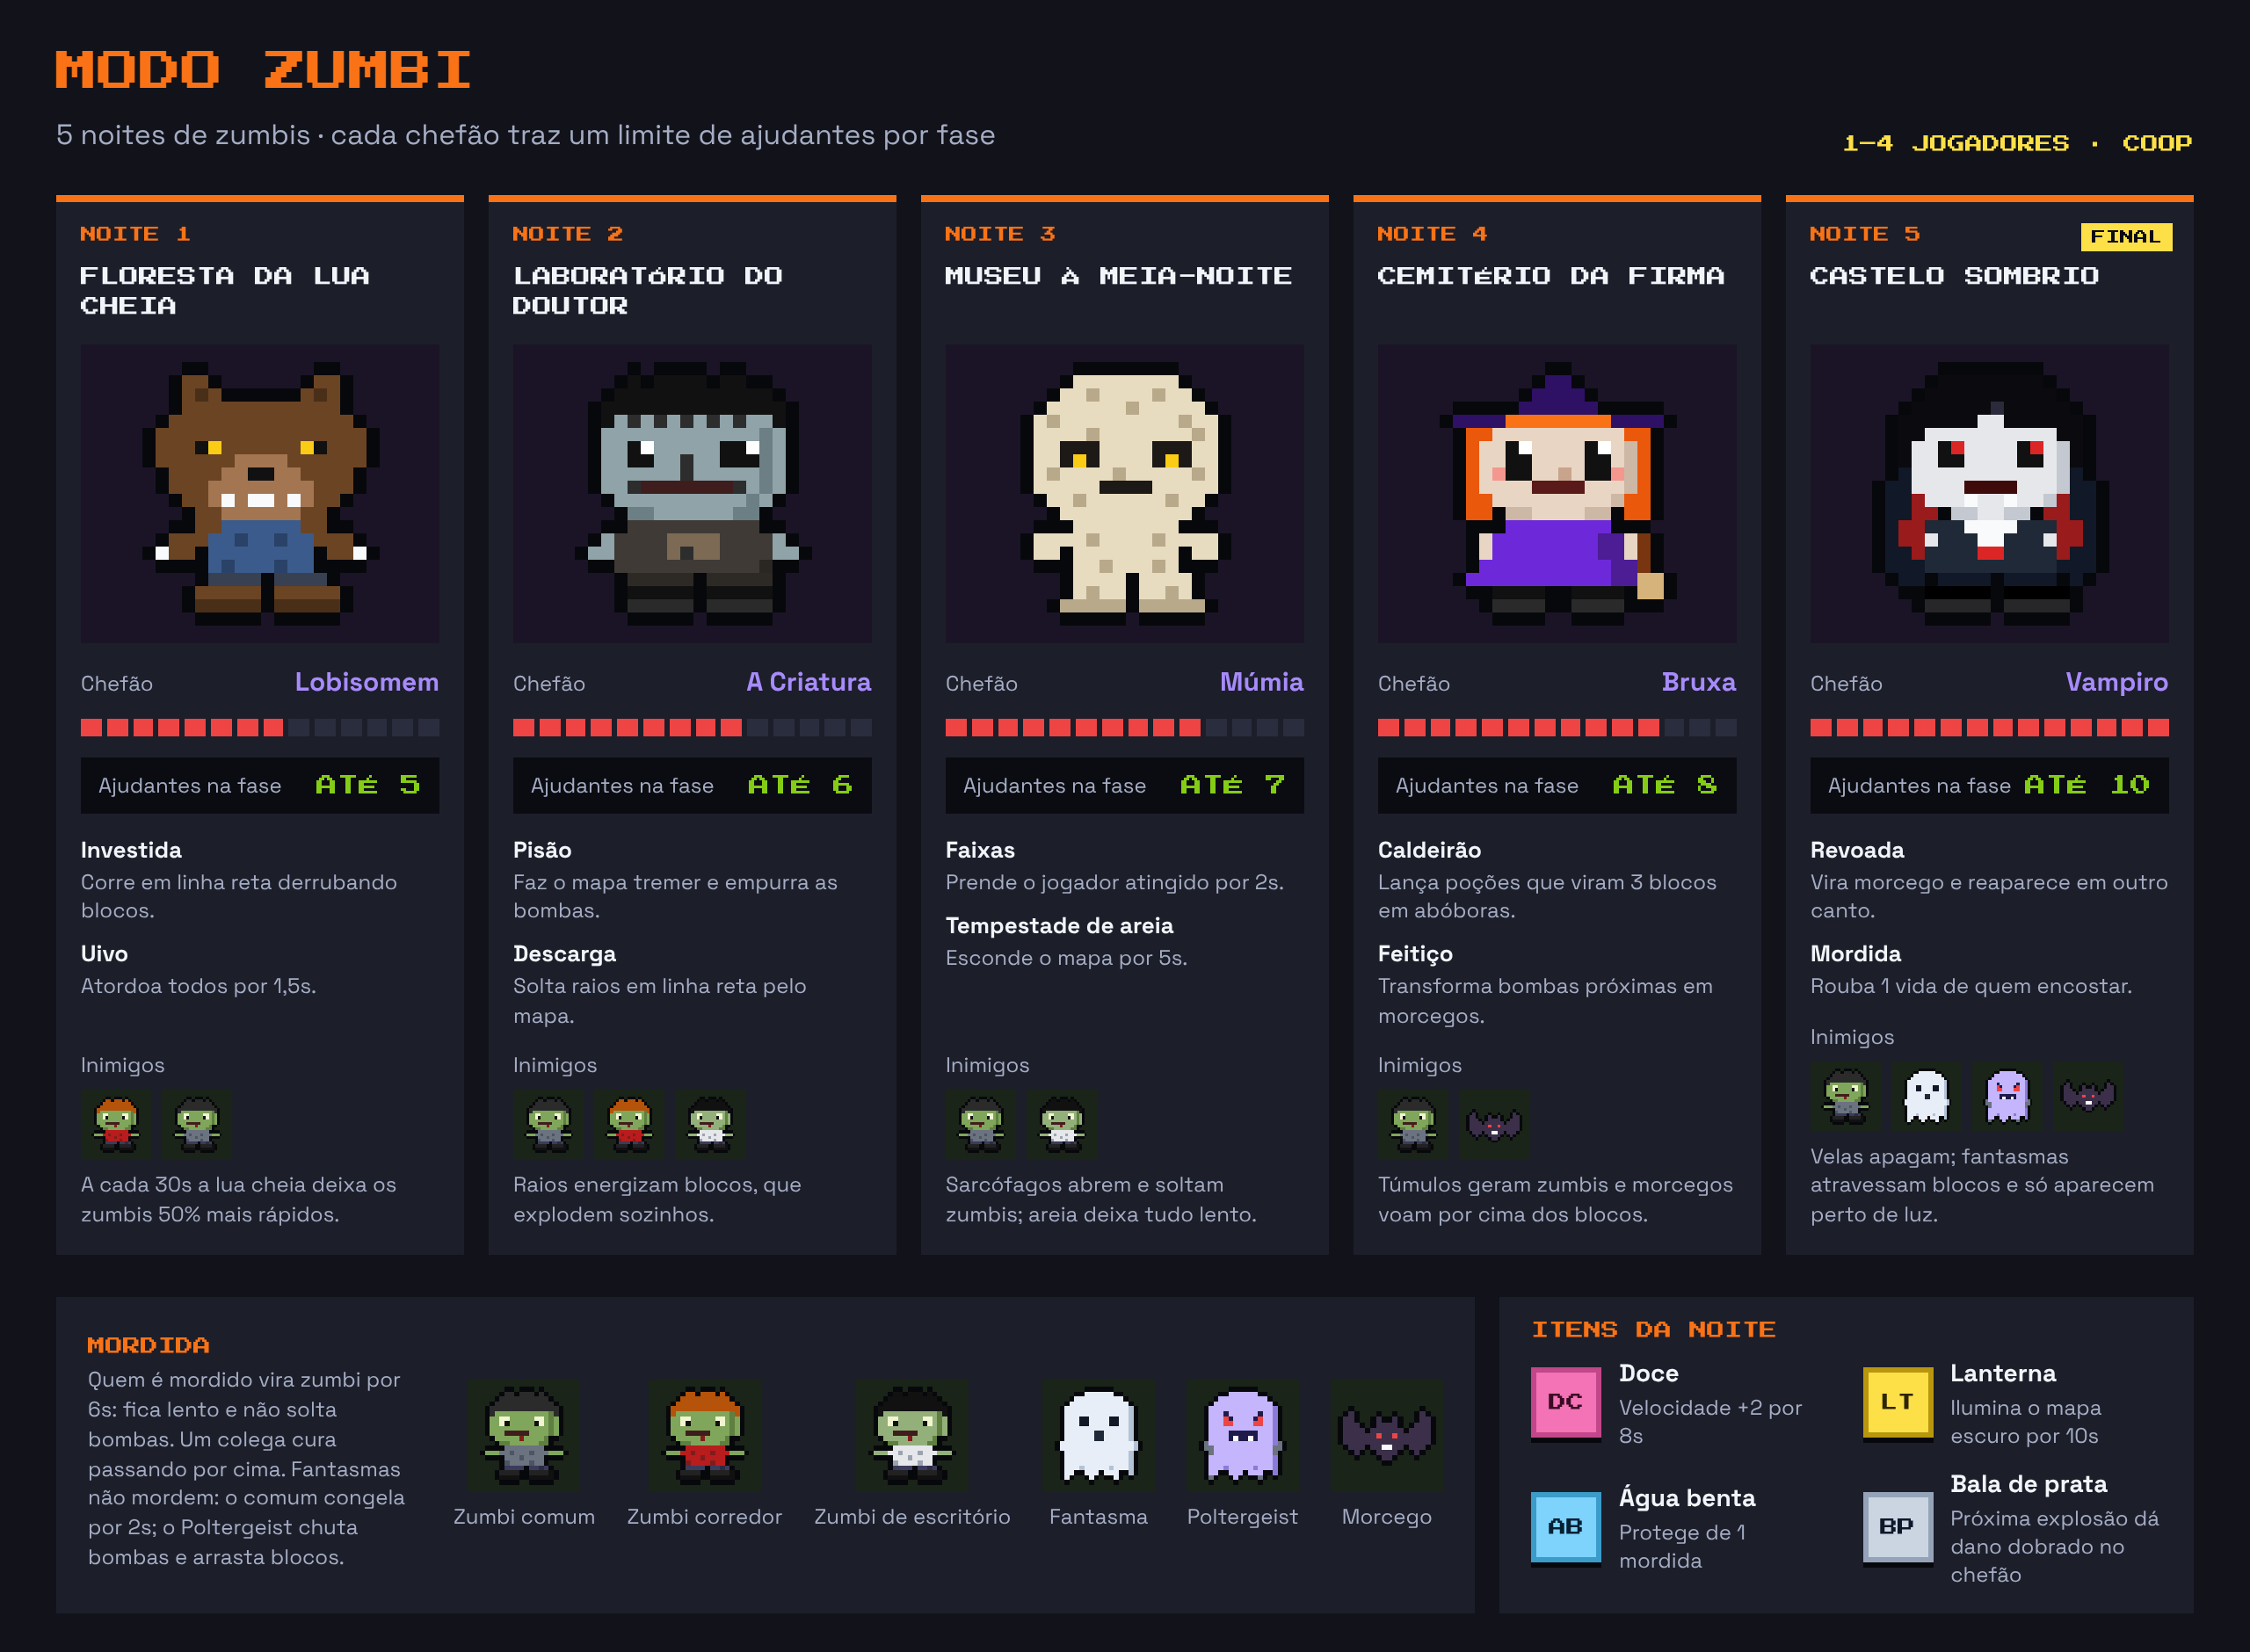 MODO ZUMBI
5 noites de zumbis · cada chefão traz um limite de ajudantes por fase
1–4 JOGADORES · COOP
NOITE 1
FLORESTA DA LUA
CHEIA
Chefão
Lobisomem
Ajudantes na fase
ATÉ 5
Investida
Corre em linha reta derrubando
blocos.
Uivo
Atordoa todos por 1,5s.
Inimigos
A cada 30s a lua cheia deixa os
zumbis 50% mais rápidos.
NOITE 2
LABORATóRIO DO
DOUTOR
Chefão
A Criatura
Ajudantes na fase
ATÉ 6
Pisão
Faz o mapa tremer e empurra as
bombas.
Descarga
Solta raios em linha reta pelo
mapa.
Inimigos
Raios energizam blocos, que
explodem sozinhos.
NOITE 3
MUSEU à MEIA-NOITE
Chefão
Múmia
Ajudantes na fase
ATÉ 7
Faixas
Prende o jogador atingido por 2s.
Tempestade de areia
Esconde o mapa por 5s.
Inimigos
Sarcófagos abrem e soltam
zumbis; areia deixa tudo lento.
NOITE 4
CEMITéRIO DA FIRMA
Chefão
Bruxa
Ajudantes na fase
ATÉ 8
Caldeirão
Lança poções que viram 3 blocos
em abóboras.
Feitiço
Transforma bombas próximas em
morcegos.
Inimigos
Túmulos geram zumbis e morcegos
voam por cima dos blocos.
NOITE 5
FINAL
CASTELO SOMBRIO
Chefão
Vampiro
Ajudantes na fase
ATÉ 10
Revoada
Vira morcego e reaparece em outro
canto.
Mordida
Rouba 1 vida de quem encostar.
Inimigos
Velas apagam; fantasmas
atravessam blocos e só aparecem
perto de luz.
MORDIDA
Quem é mordido vira zumbi por
6s: fica lento e não solta
bombas. Um colega cura
passando por cima. Fantasmas
não mordem: o comum congela
por 2s; o Poltergeist chuta
bombas e arrasta blocos.
Zumbi comum
Zumbi corredor
Zumbi de escritório
Fantasma
Poltergeist
Morcego
ITENS DA NOITE
DC
Doce
Velocidade +2 por
8s
LT
Lanterna
Ilumina o mapa
escuro por 10s
AB
Água benta
Protege de 1
mordida
BP
Bala de prata
Próxima explosão dá
dano dobrado no
chefão